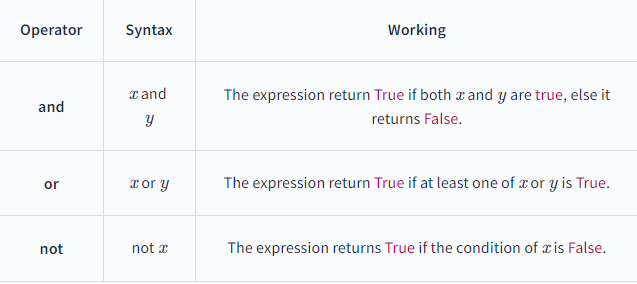 Operator Syntax Working
and x and y The expression return True if both x and y are true, else it
returns False.
or x or y The expression return True if at least one of x or y is True.
not not x The expression returns True if the condition of x is False.